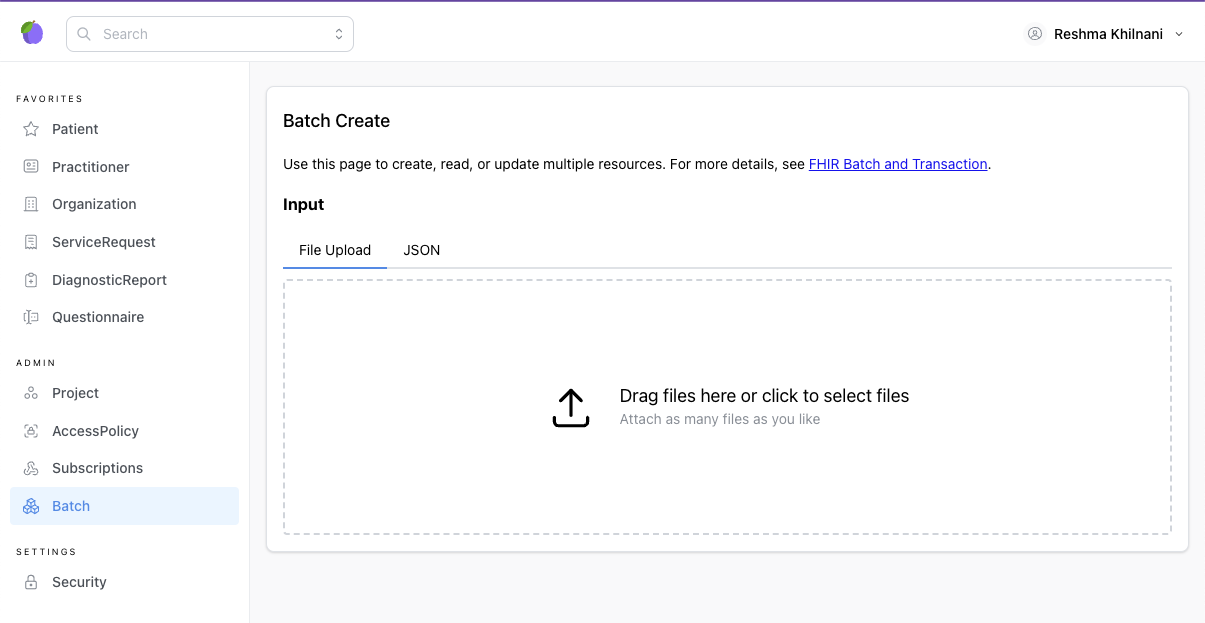 Search
Reshma Khilnani
FAVORITES
Patient
Practitioner
Organization
ServiceRequest
DiagnosticReport
Questionnaire
ADMIN
Project
AccessPolicy
Subscriptions
Batch
SETTINGS
Security
Batch Create
Use this page to create, read, or update multiple resources. For more details, see FHIR Batch and Transaction.
Input
File Upload JSON
Drag files here or click to select files
Attach as many files as you like